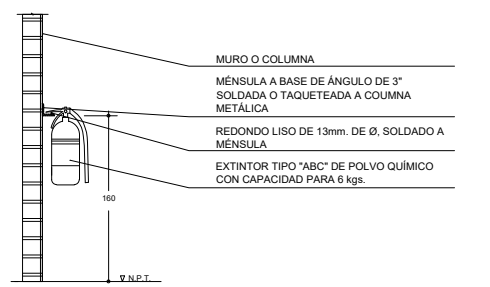 MURO O COLUMNA
MÉNSULA A BASE DE ÁNGULO DE 3"
SOLDADA O TAQUETEADA A COUMNA
METÁLICA
REDONDO LISO DE 13mm. DE Ø, SOLDADO A
MÉNSULA
EXTINTOR TIPO "ABC" DE POLVO QUÍMICO
CON CAPACIDAD PARA 6 kgs.
160
N.P.T.